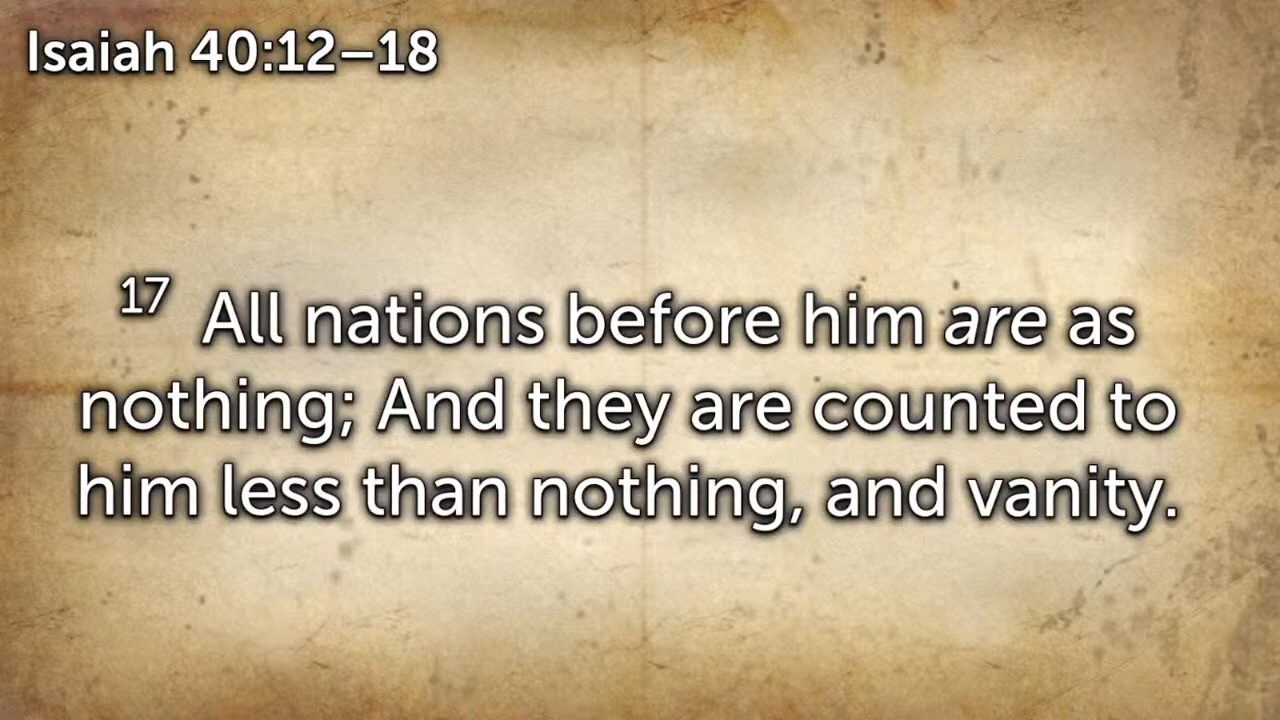 Isaiah 40:12–18
17 All nations before him are as
nothing; And they are counted to
him less than nothing, and vanity.